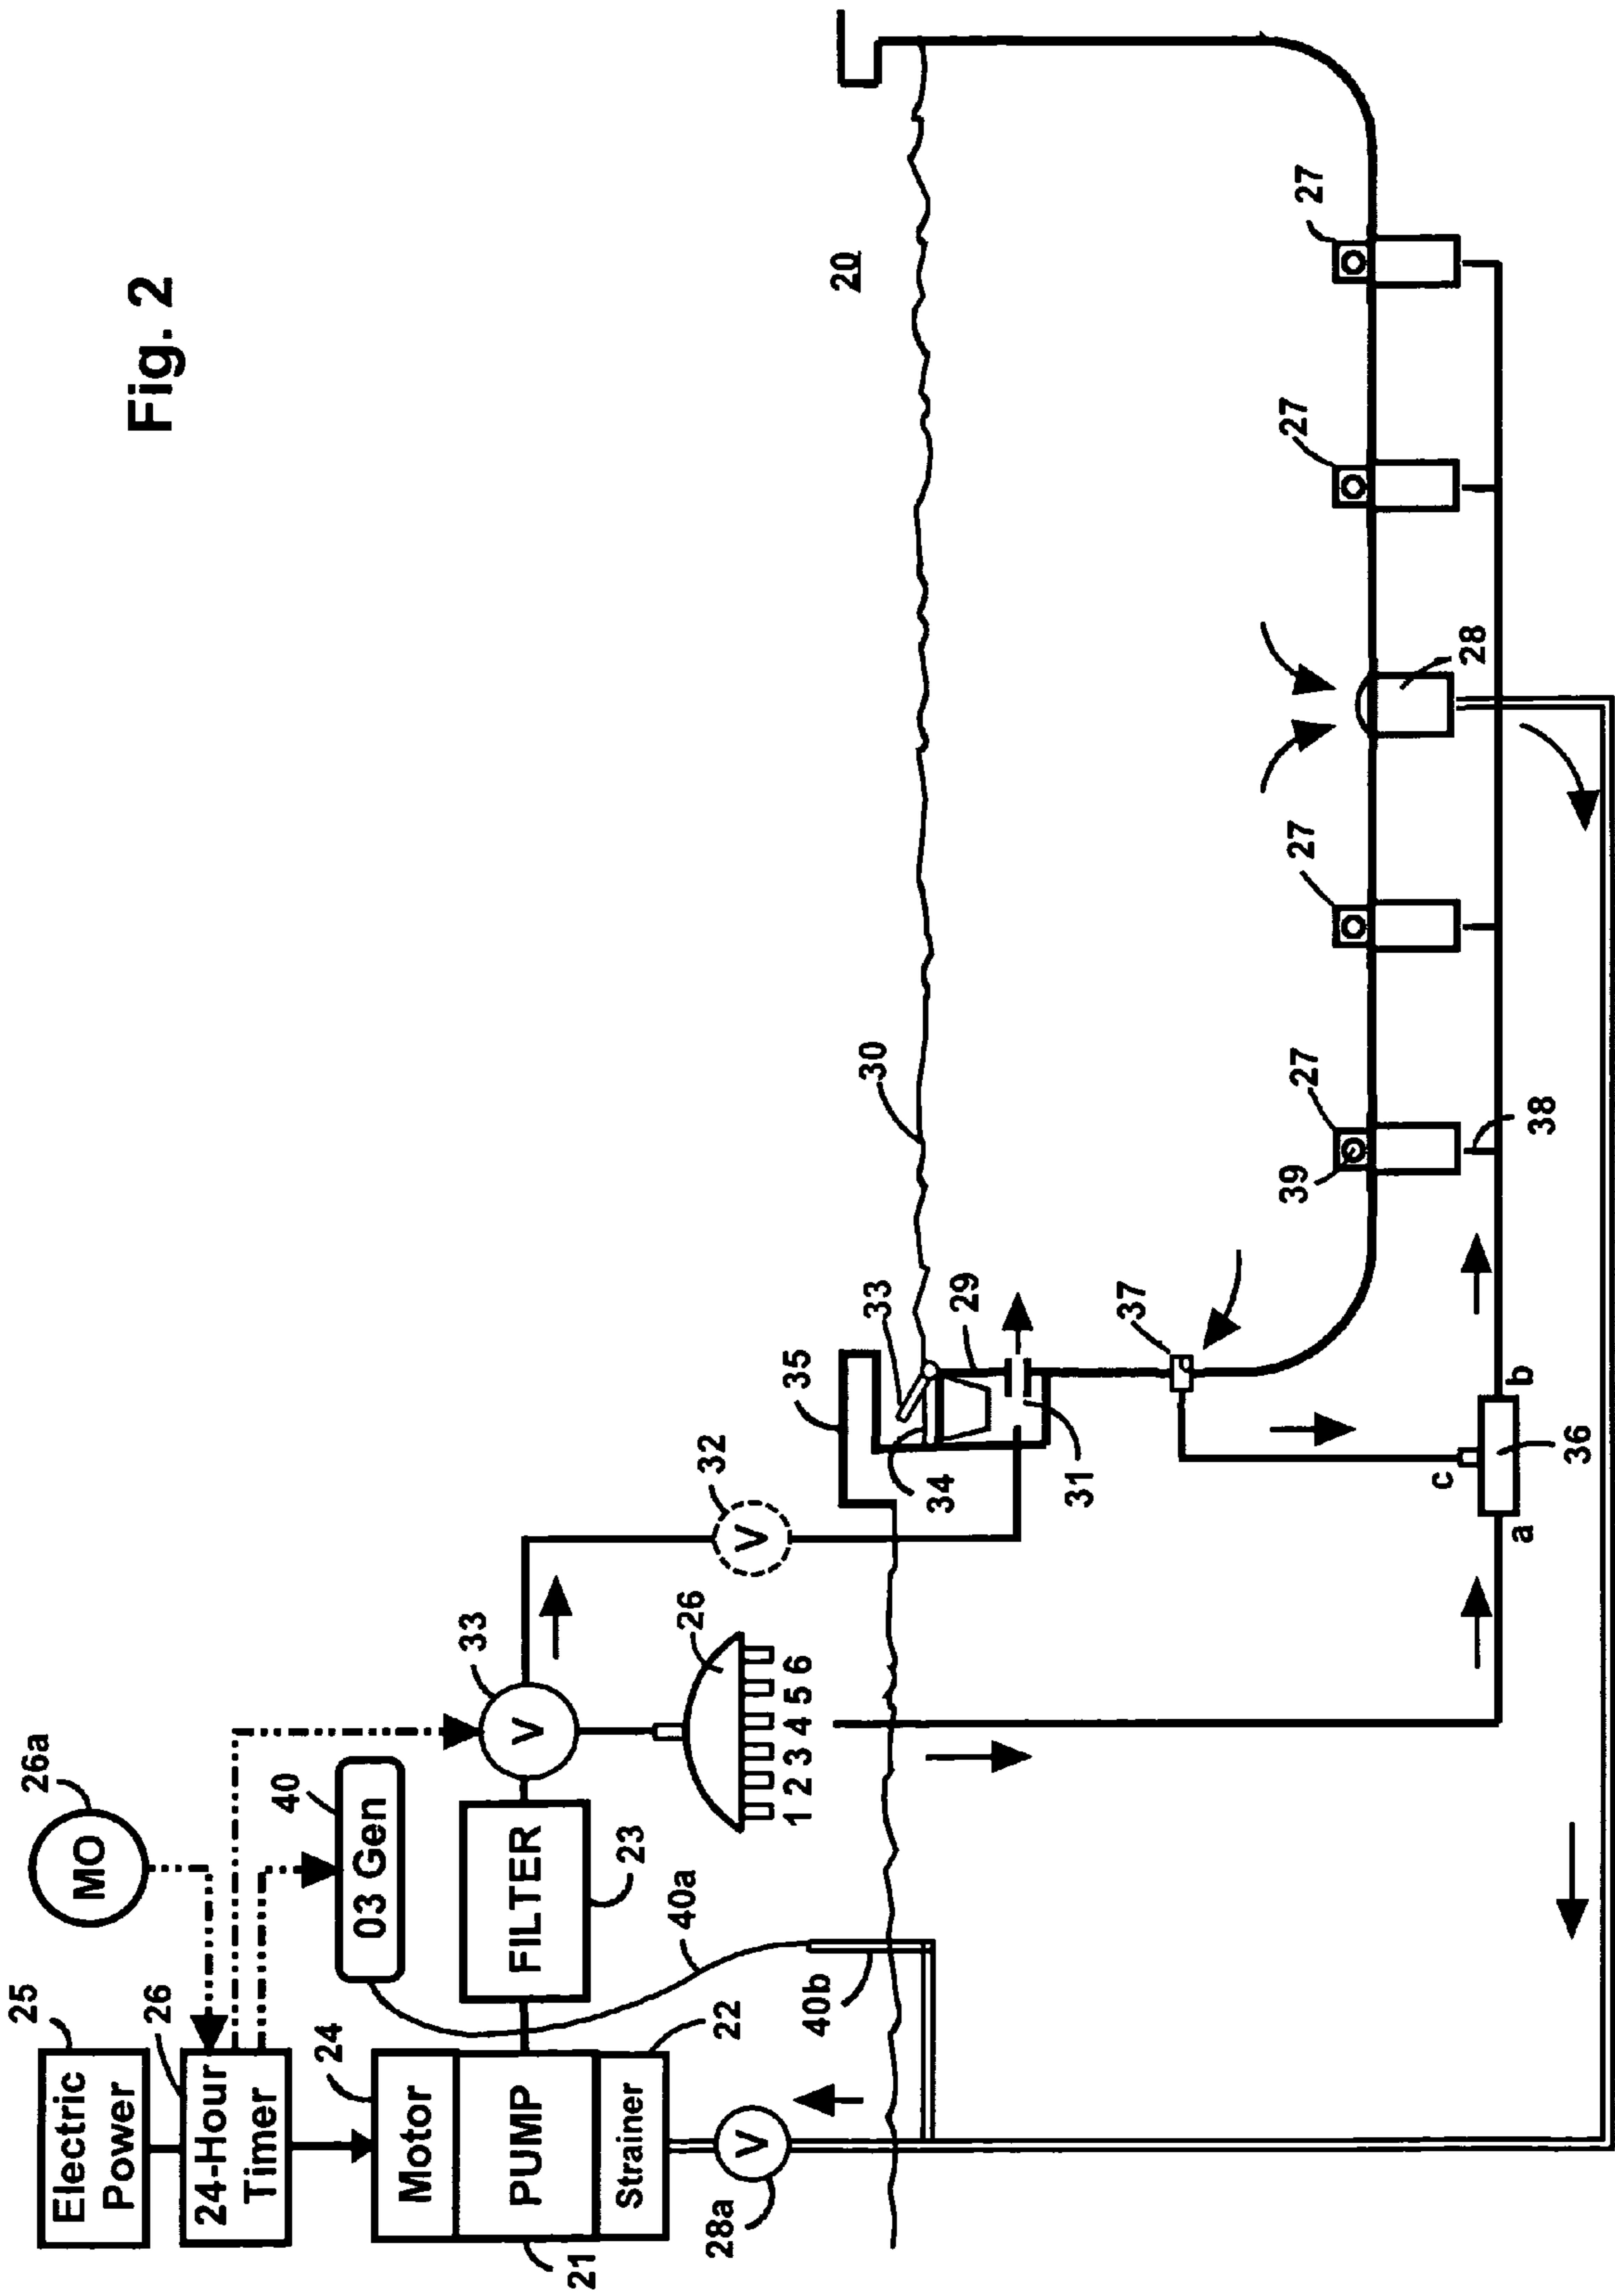 Fig. 2
Electric
Power
25
MO
26a
24-Hour
Timer
26
03 Gen
40
Motor
24
PUMP
21
Strainer
22
FILTER
23
V
33
V
32
26
1 2 3 4 5 6
40a
40b
V
28a
35
33
34
29
31
30
20
37
36
a
b
c
39
27
38
27
28
27
27